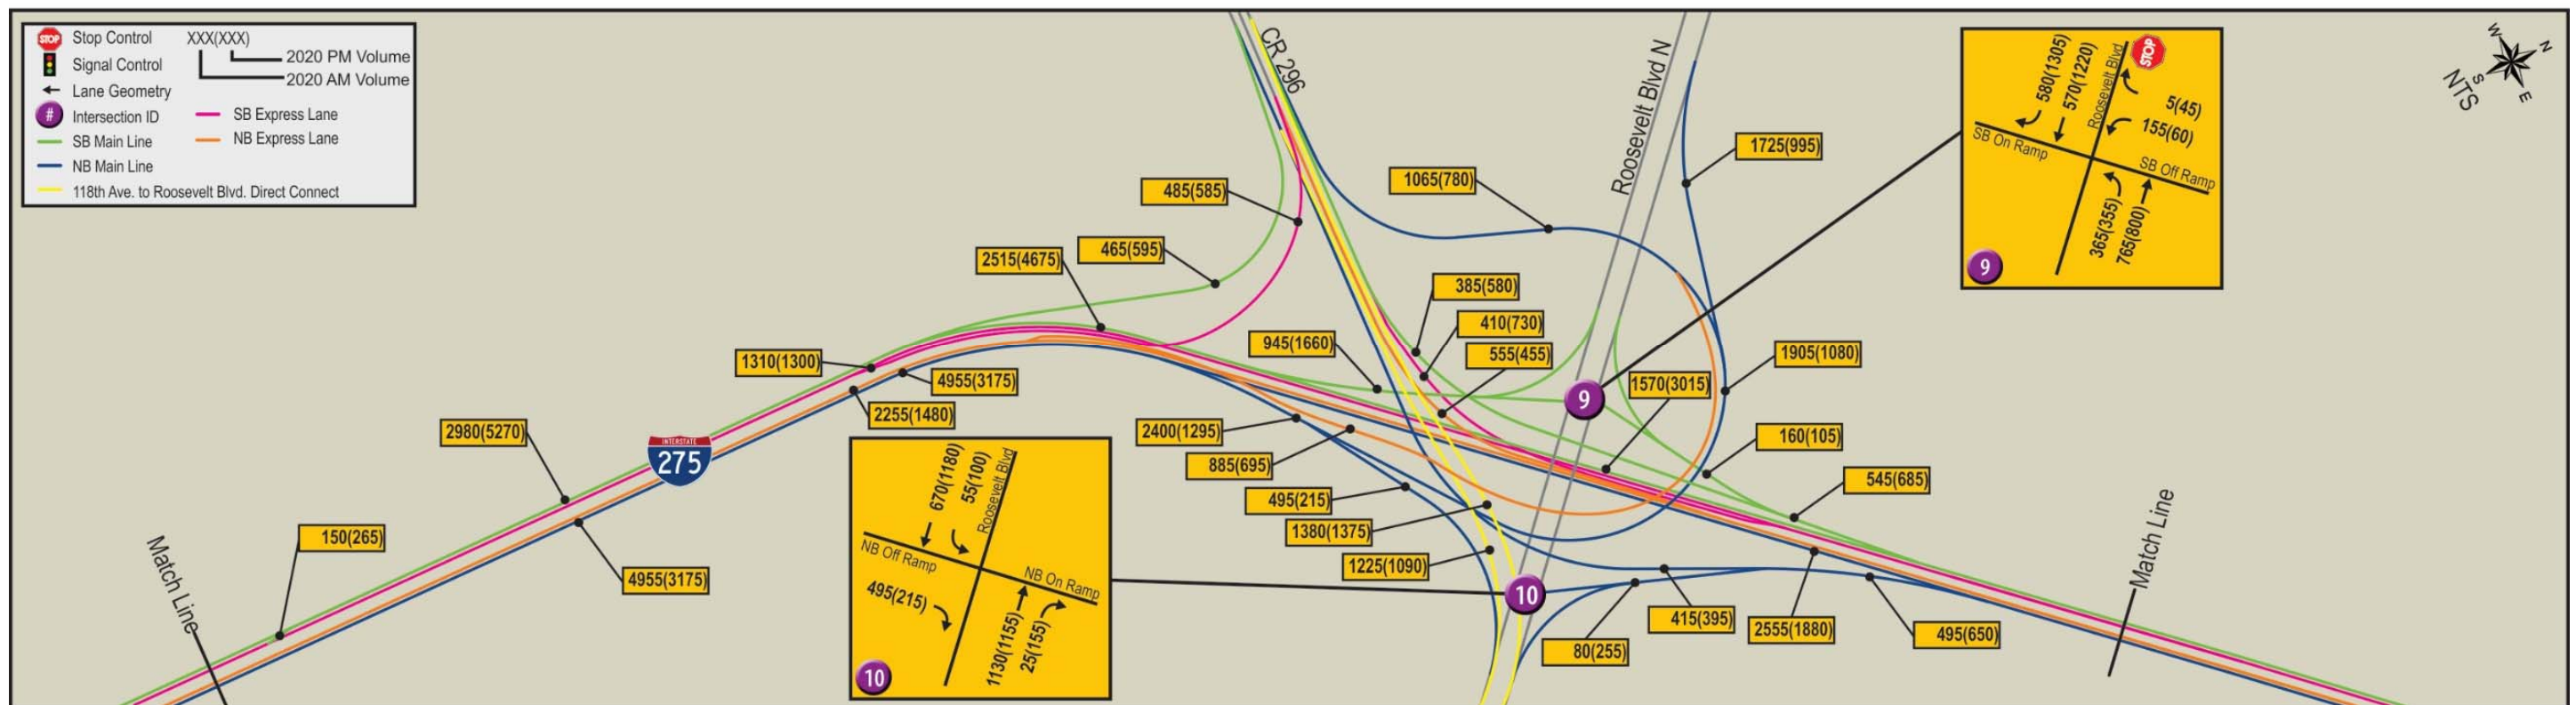 STOP
Stop Control
XXX(XXX)
2020 PM Volume
2020 AM Volume
Signal Control
Lane Geometry
#
Intersection ID
SB Express Lane
SB Main Line
NB Express Lane
NB Main Line
118th Ave. to Roosevelt Blvd. Direct Connect
CR 296
Roosevelt Blvd N
W
N
S
E
NTS
580(1305)
570(1220)
Roosevelt Blvd
STOP
5(45)
155(60)
SB On Ramp
SB Off Ramp
365(355)
765(800)
9
1725(995)
1065(780)
485(585)
465(595)
2515(4675)
385(580)
410(730)
945(1660)
555(455)
1310(1300)
4955(3175)
2255(1480)
1570(3015)
1905(1080)
9
2980(5270)
INTERSTATE
275
2400(1295)
885(695)
160(105)
495(215)
545(685)
1380(1375)
1225(1090)
150(265)
4955(3175)
Match Line
670(1180)
55(100)
Roosevelt Blvd
NB Off Ramp
NB On Ramp
495(215)
1130(1155)
25(155)
10
10
415(395)
2555(1880)
495(650)
80(255)
Match Line